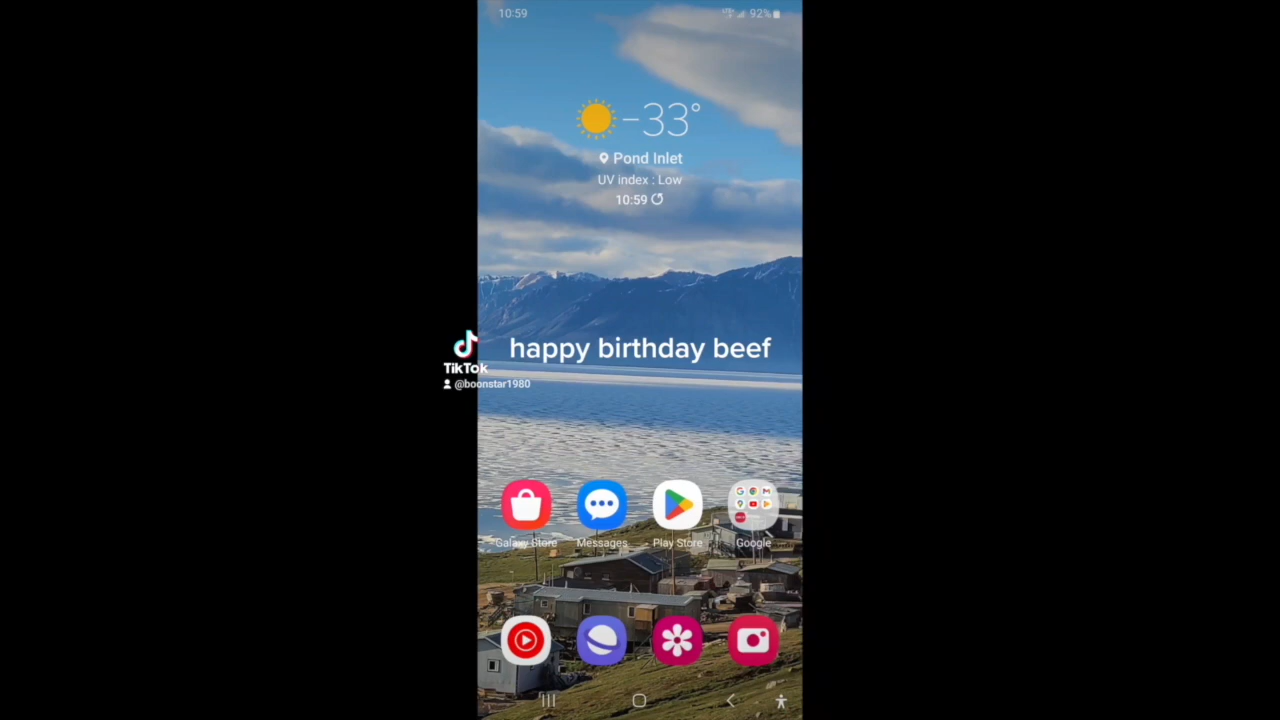 10:59
92%
-33°
Pond Inlet
UV index : Low
10:59
happy birthday beef
TikTok
@boonstar1980
Galaxy Store
Messages
Play Store
Google